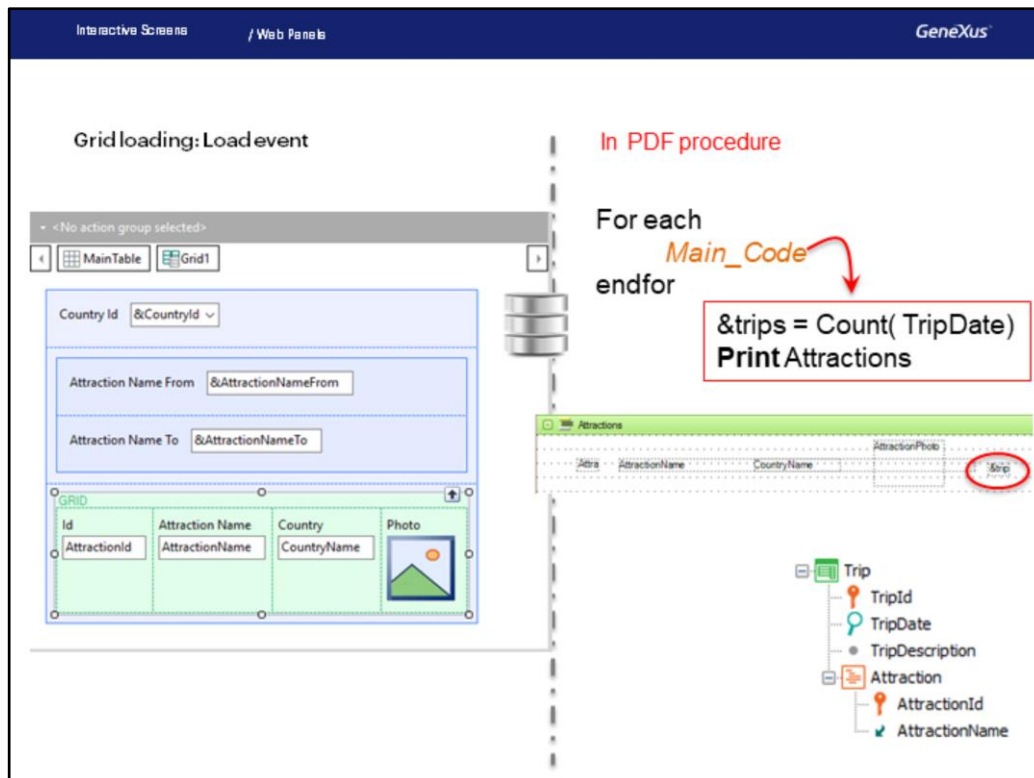 Interactive Screens / Web Panels
GeneXus
Grid loading: Load event
<No action group selected>
MainTable Grid1
Country Id &CountryId
Attraction Name From &AttractionNameFrom
Attraction Name To &AttractionNameTo
GRID
Id Attraction Name Country Photo
AttractionId AttractionName CountryName
In PDF procedure
For each
Main_Code
endfor
&trips = Count( TripDate)
Print Attractions
Attractions
AttractionPhoto
Attra AttractionName CountryName &trip
Trip
TripId
TripDate
TripDescription
Attraction
AttractionId
AttractionName